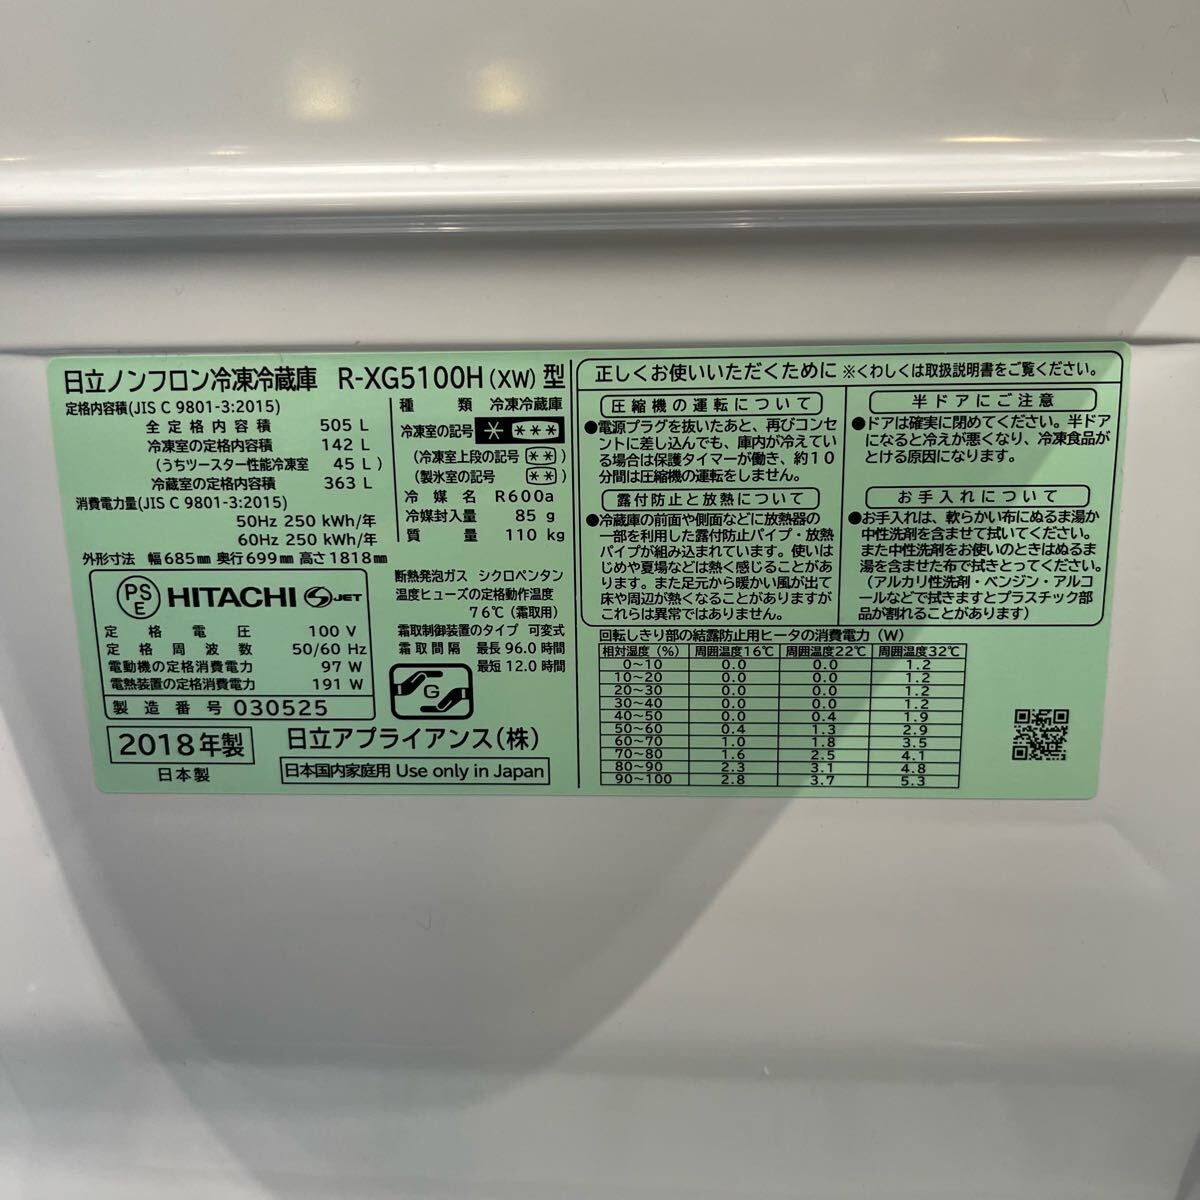 日立ノンフロン冷凍冷蔵庫 R-XG5100H (XW) 型
定格内容積(JIS C 9801-3:2015)
全定格内容積 505 L
冷凍室の定格内容積 142 L
(うちツースター性能冷凍室 45 L )
冷蔵室の定格内容積 363 L
消費電力量(JIS C 9801-3:2015)
50Hz 250 kWh/年
60Hz 250 kWh/年
外形寸法 幅685mm 奥行699mm 高さ1818mm
PS
E
HITACHI S JET
定格電圧 100 V
定格周波数 50/60 Hz
電動機の定格消費電力 97 W
電熱装置の定格消費電力 191 W
製造番号 030525
2018年製
日本製
種類 冷凍冷蔵庫
冷凍室の記号 * ***
(冷凍室上段の記号 ** )
(製氷室の記号 ** )
冷媒名 R600a
冷媒封入量 85 g
質量 110 kg
断熱発泡ガス シクロペンタン
温度ヒューズの定格動作温度
76℃(霜取用)
霜取制御装置のタイプ 可変式
霜取間隔 最長 96.0 時間
最短 12.0 時間
G
日立アプライアンス(株)
日本国内家庭用 Use only in Japan
正しくお使いいただくために ※くわしくは取扱説明書をご覧ください。
圧縮機の運転について
●電源プラグを抜いたあと、再びコンセ
ントに差し込んでも、庫内が冷えてい
る場合は保護タイマーが働き、約10
分間は圧縮機の運転をしません。
露付防止と放熱について
●冷蔵庫の前面や側面などに放熱器の
一部を利用した露付防止パイプ・放熱
パイプが組み込まれています。使いは
じめや夏場などは熱く感じることがあ
ります。また足元から暖かい風が出て
床や周辺が熱くなることがありますが
これらは異常ではありません。
半ドアにご注意
●ドアは確実に閉めてください。半ドア
になると冷えが悪くなり、冷凍食品が
とける原因になります。
お手入れについて
●お手入れは、軟らかい布にぬるま湯か
中性洗剤を含ませて拭いてください。
また中性洗剤をお使いのときはぬるま
湯を含ませた布で拭きとってください。
(アルカリ性洗剤・ベンジン・アルコ
ールなどで拭きますとプラスチック部
品が割れることがあります)
回転しきり部の結露防止用ヒータの消費電力(W)
相対湿度(%) 周囲温度16℃ 周囲温度22℃ 周囲温度32℃
0~10 0.0 0.0 1.2
10~20 0.0 0.0 1.2
20~30 0.0 0.0 1.2
30~40 0.0 0.0 1.2
40~50 0.0 0.4 1.9
50~60 0.4 1.3 2.9
60~70 1.0 1.8 3.5
70~80 1.6 2.5 4.1
80~90 2.3 3.1 4.8
90~100 2.8 3.7 5.3